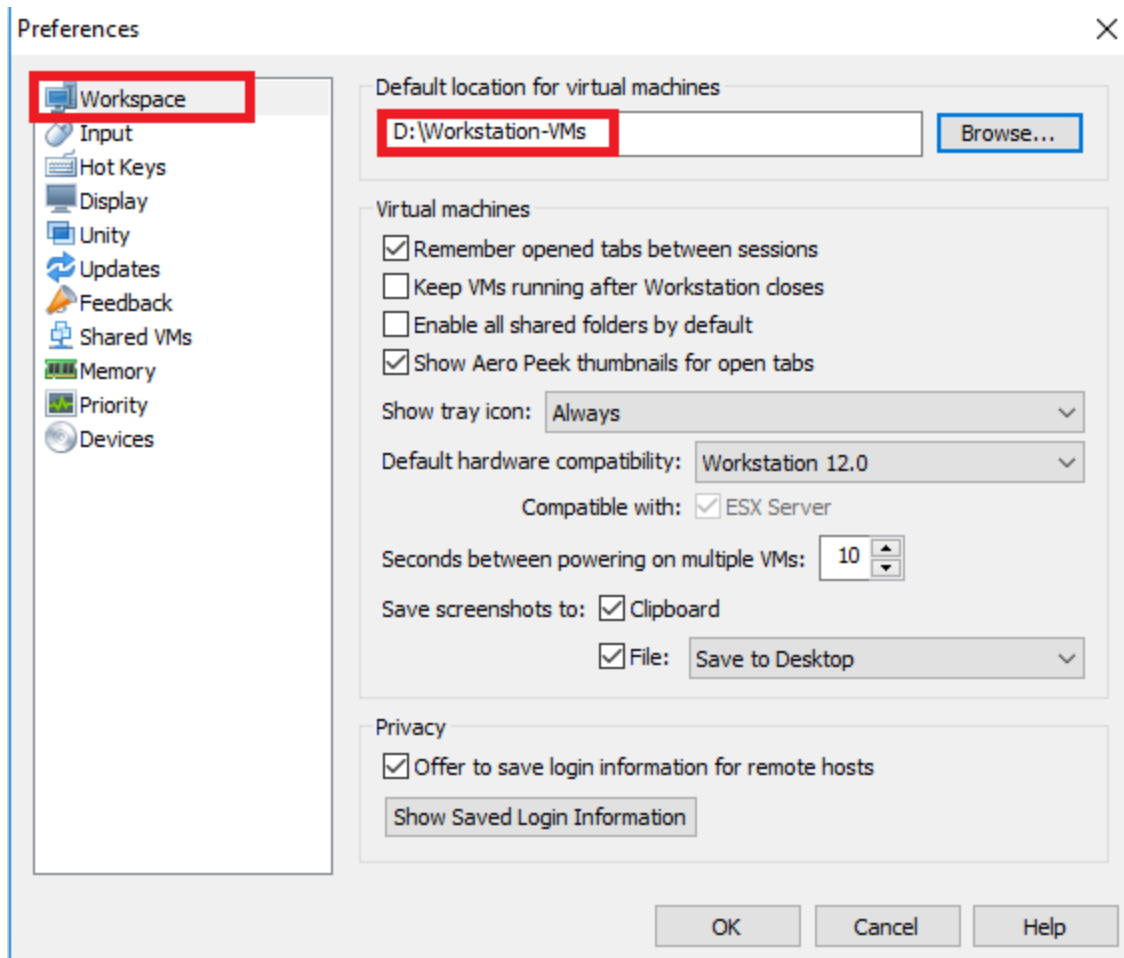 Preferences
Workspace
Input
Hot Keys
Display
Unity
Updates
Feedback
Shared VMs
Memory
Priority
Devices
Default location for virtual machines
D:\Workstation-VMs
Browse...
Virtual machines
Remember opened tabs between sessions
Keep VMs running after Workstation closes
Enable all shared folders by default
Show Aero Peek thumbnails for open tabs
Show tray icon: Always
Default hardware compatibility: Workstation 12.0
Compatible with: ESX Server
Seconds between powering on multiple VMs: 10
Save screenshots to: Clipboard
File: Save to Desktop
Privacy
Offer to save login information for remote hosts
Show Saved Login Information
OK Cancel Help